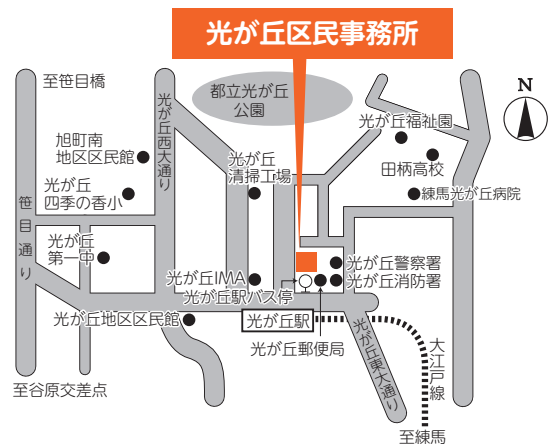 光が丘区民事務所
至笹目橋
都立光が丘
公園
N
光が丘西大通り
光が丘福祉園
旭町南
地区区民館
光が丘
清掃工場
田柄高校
光が丘
四季の香小
練馬光が丘病院
笹目通り
光が丘
第一中
光が丘警察署
光が丘IMA
光が丘消防署
光が丘駅バス停
光が丘地区区民館
光が丘駅
光が丘郵便局
光が丘東大通り
大江戸線
至谷原交差点
至練馬